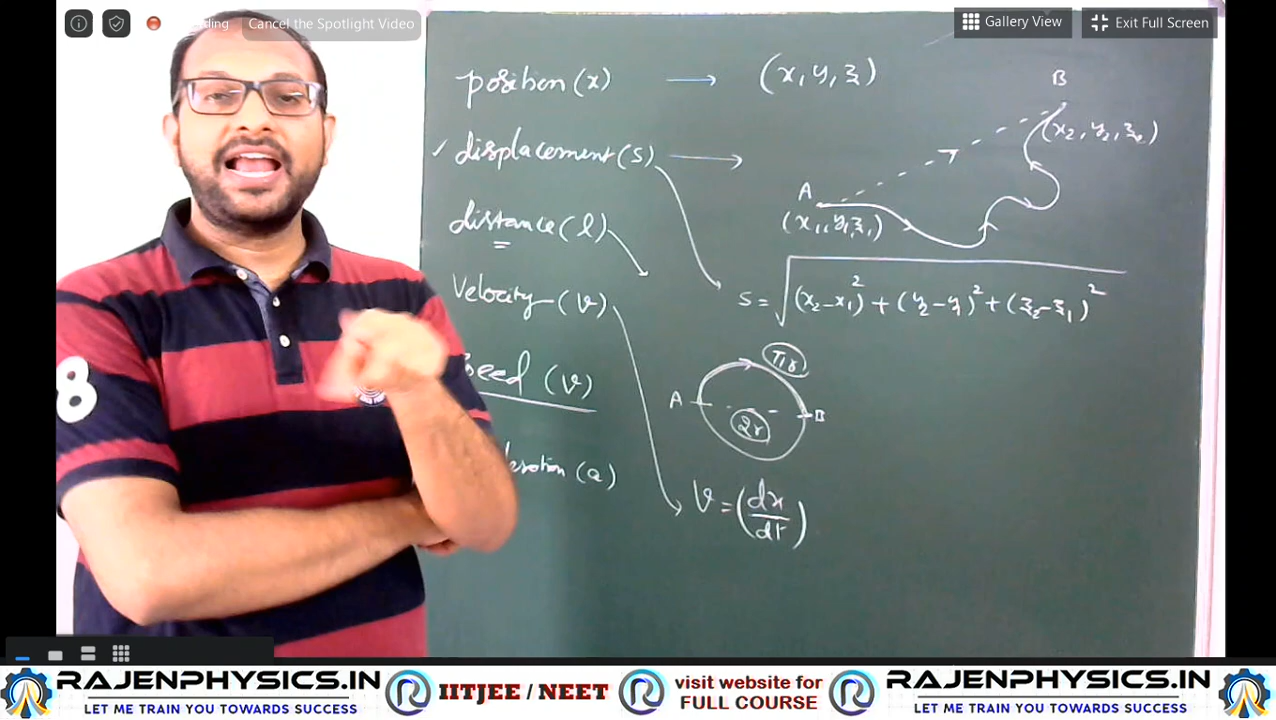 Cancel the Spotlight Video
Gallery View
Exit Full Screen
position (x) → (x, y, z)
B
(x2, y2, z2)
✓ displacement (s) →
A
(x1, y1, z1)
distance (l)
velocity (v)
s = √(x2-x1)² + (y2-y1)² + (z2-z1)²
πr
speed (v)
A
B
2r
(a)
v = (dx/dt)
8
RAJENPHYSICS.IN
LET ME TRAIN YOU TOWARDS SUCCESS
IITJEE / NEET
visit website for
FULL COURSE
RAJENPHYSICS.IN
LET ME TRAIN YOU TOWARDS SUCCESS